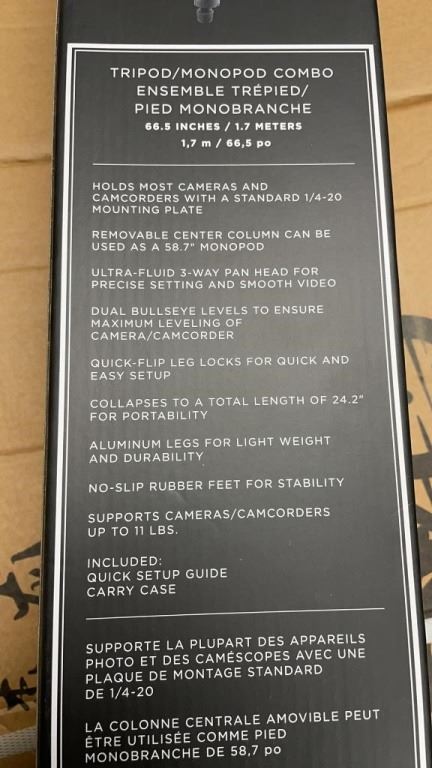 TRIPOD/MONOPOD COMBO
ENSEMBLE TRÉPIED/
PIED MONOBRANCHE
66.5 INCHES / 1.7 METERS
1,7 m / 66,5 po
HOLDS MOST CAMERAS AND
CAMCORDERS WITH A STANDARD 1/4-20
MOUNTING PLATE
REMOVABLE CENTER COLUMN CAN BE
USED AS A 58.7" MONOPOD
ULTRA-FLUID 3-WAY PAN HEAD FOR
PRECISE SETTING AND SMOOTH VIDEO
DUAL BULLSEYE LEVELS TO ENSURE
MAXIMUM LEVELING OF
CAMERA/CAMCORDER
QUICK-FLIP LEG LOCKS FOR QUICK AND
EASY SETUP
COLLAPSES TO A TOTAL LENGTH OF 24.2"
FOR PORTABILITY
ALUMINUM LEGS FOR LIGHT WEIGHT
AND DURABILITY
NO-SLIP RUBBER FEET FOR STABILITY
SUPPORTS CAMERAS/CAMCORDERS
UP TO 11 LBS.
INCLUDED:
QUICK SETUP GUIDE
CARRY CASE
SUPPORTE LA PLUPART DES APPAREILS
PHOTO ET DES CAMÉSCOPES AVEC UNE
PLAQUE DE MONTAGE STANDARD
DE 1/4-20
LA COLONNE CENTRALE AMOVIBLE PEUT
ÊTRE UTILISÉE COMME PIED
MONOBRANCHE DE 58,7 po